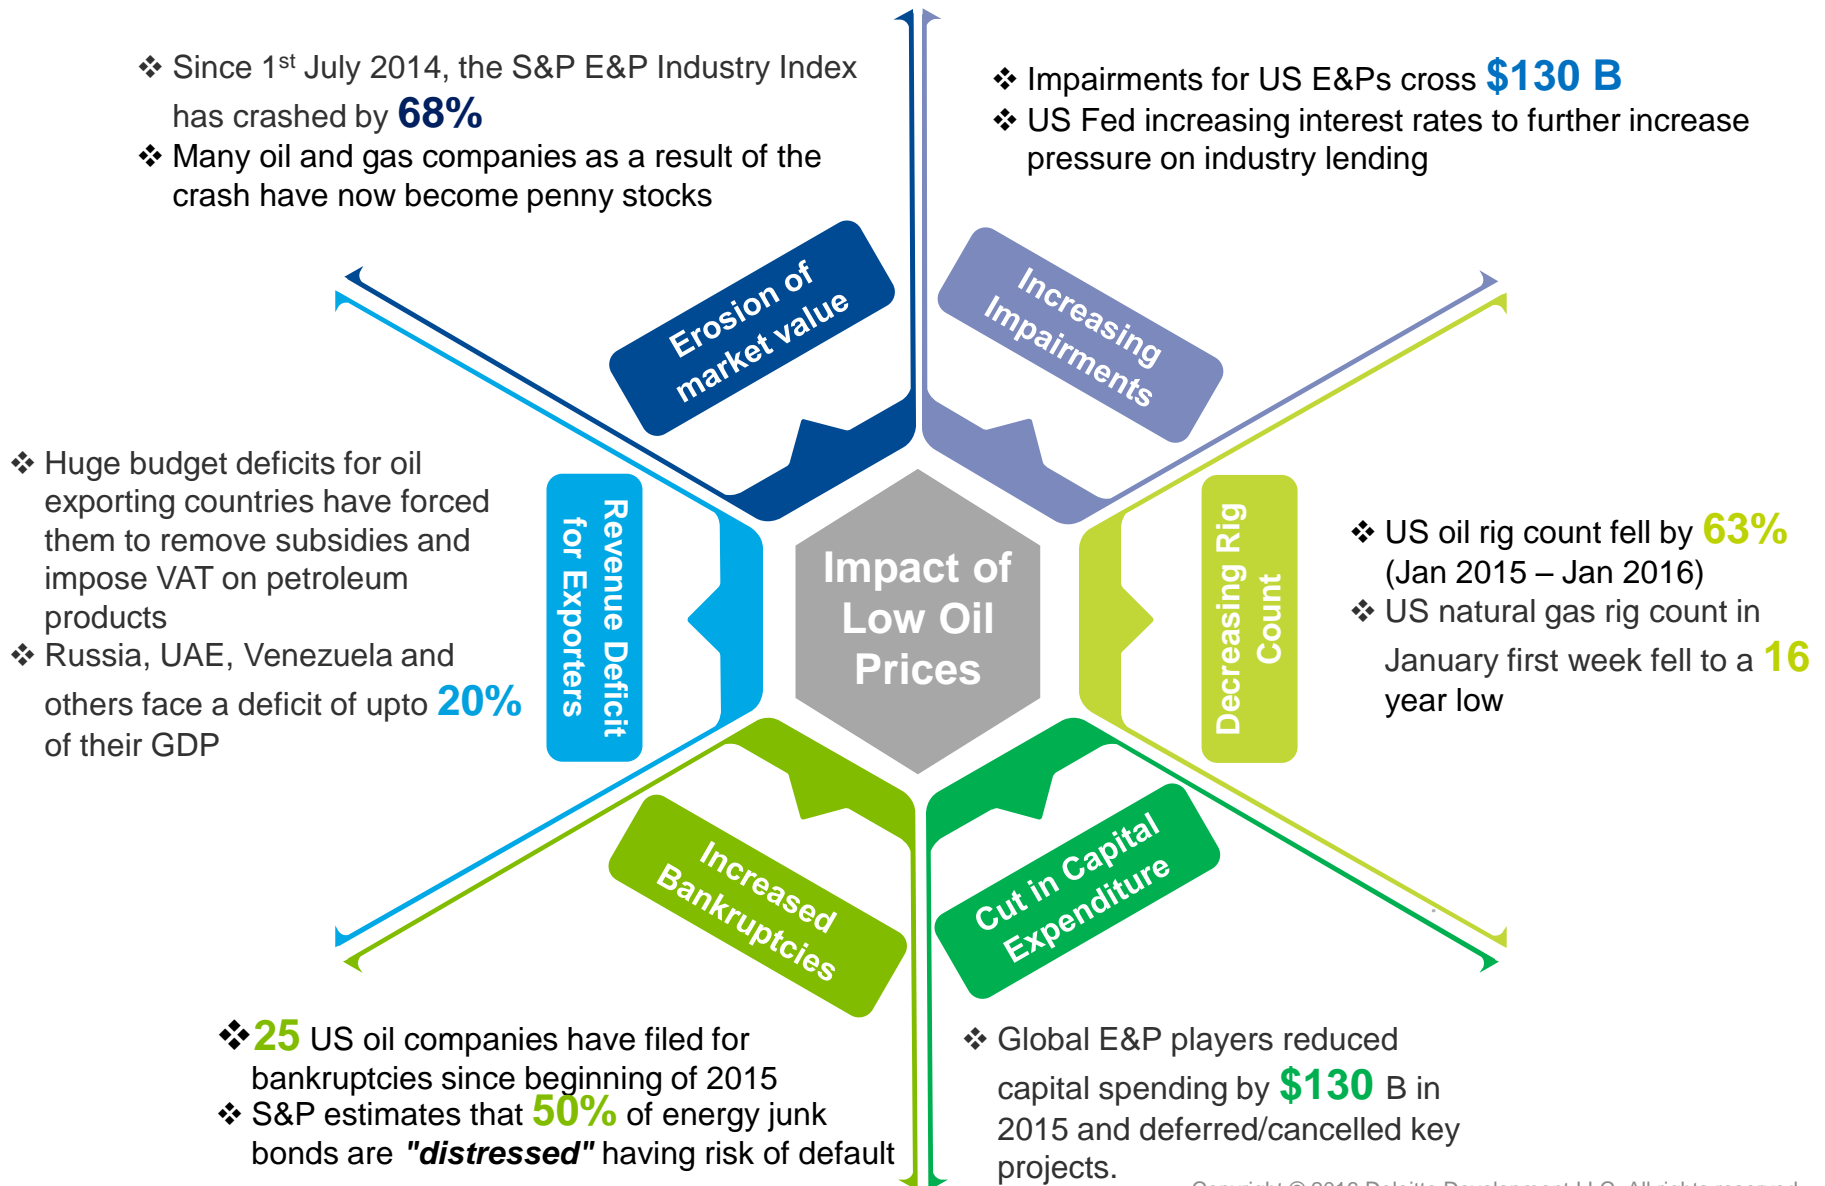 ❖ Since 1st July 2014, the S&P E&P Industry Index
has crashed by 68%
❖ Many oil and gas companies as a result of the
crash have now become penny stocks
❖ Impairments for US E&Ps cross $130 B
❖ US Fed increasing interest rates to further increase
pressure on industry lending
Erosion of
market value
Increasing
Impairments
❖ Huge budget deficits for oil
exporting countries have forced
them to remove subsidies and
impose VAT on petroleum
products
❖ Russia, UAE, Venezuela and
others face a deficit of upto 20%
of their GDP
Revenue Deficit
for Exporters
Impact of
Low Oil
Prices
Decreasing Rig
Count
❖ US oil rig count fell by 63%
(Jan 2015 – Jan 2016)
❖ US natural gas rig count in
January first week fell to a 16
year low
Increased
Bankruptcies
Cut in Capital
Expenditure
❖ 25 US oil companies have filed for
bankruptcies since beginning of 2015
❖ S&P estimates that 50% of energy junk
bonds are "distressed" having risk of default
❖ Global E&P players reduced
capital spending by $130 B in
2015 and deferred/cancelled key
projects.